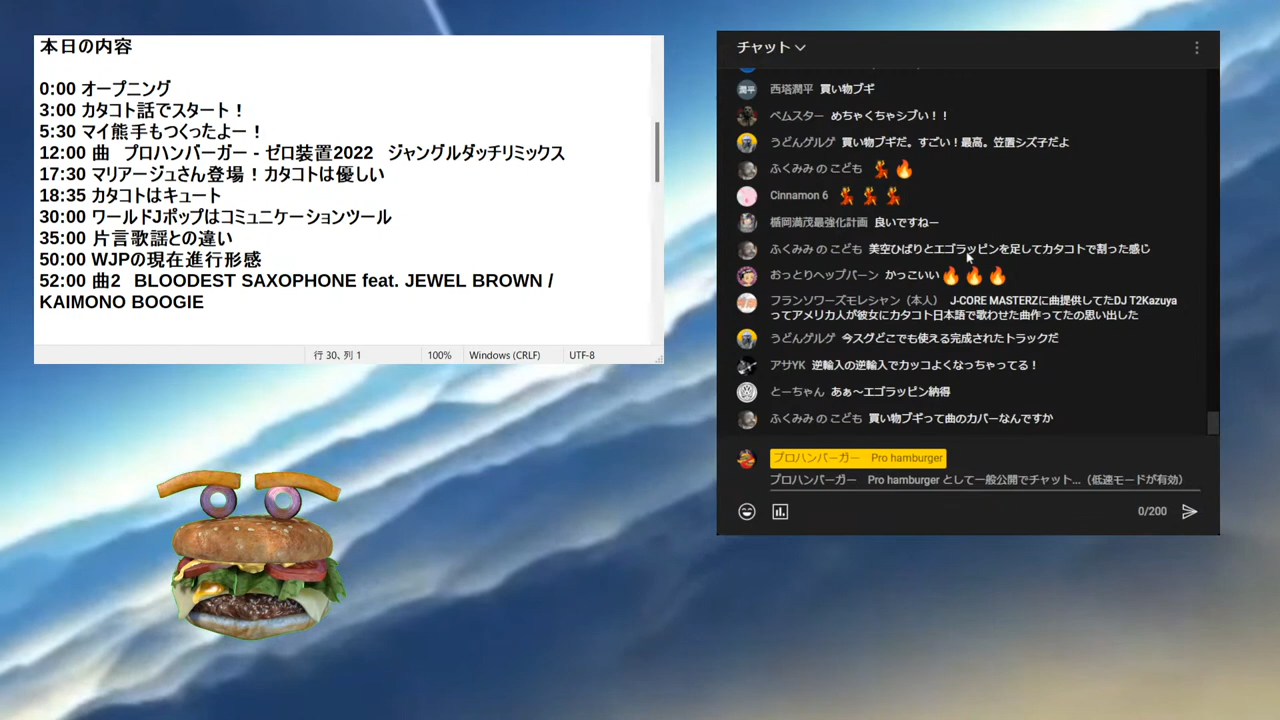 本日の内容
0:00 オープニング
3:00 カタコト話でスタート！
5:30 マイ熊手もつくったよー！
12:00 曲　プロハンバーガー - ゼロ装置2022　ジャングルダッチリミックス
17:30 マリアージュさん登場！カタコトは優しい
18:35 カタコトはキュート
30:00 ワールドJポップはコミュニケーションツール
35:00 片言歌謡との違い
50:00 WJPの現在進行形感
52:00 曲2　BLOODEST SAXOPHONE feat. JEWEL BROWN /
KAIMONO BOOGIE
行 30、列 1
100%
Windows (CRLF)
UTF-8
チャット
潤平
西塔潤平 買い物ブギ
ベムスター めちゃくちゃシブい！！
うどんゲルゲ 買い物ブギだ。すごい！最高。笠置シズ子だよ
ふくみみ の こども 💃🔥
Cinnamon 6 💃💃💃
楯岡満茂最強化計画 良いですねー
ふくみみ の こども 美空ひばりとエゴラッピンを足してカタコトで割った感じ
おっとりヘップバーン かっこいい🔥🔥🔥
フランソワーズモレシャン（本人） J-CORE MASTERZに曲提供してたDJ T2Kazuya
ってアメリカ人が彼女にカタコト日本語で歌わせた曲作ってたの思い出した
うどんゲルゲ 今スグどこでも使える完成されたトラックだ
アサYK 逆輸入の逆輸入でカッコよくなっちゃってる！
とーちゃん あぁ〜エゴラッピン納得
ふくみみ の こども 買い物ブギって曲のカバーなんですか
プロハンバーガー　Pro hamburger
プロハンバーガー　Pro hamburger として一般公開でチャット...（低速モードが有効）
0/200